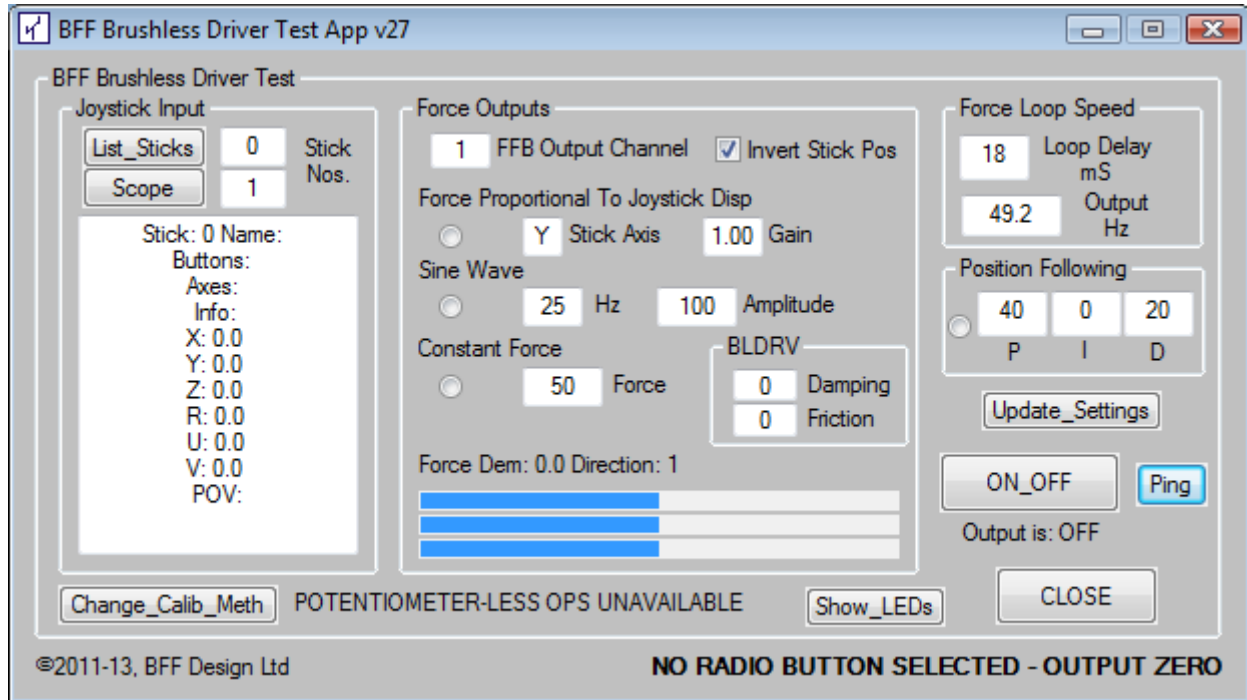 BFF Brushless Driver Test App v27
BFF Brushless Driver Test
Joystick Input
List_Sticks 0 Stick
Scope 1 Nos.
Stick: 0 Name:
Buttons:
Axes:
Info:
X: 0.0
Y: 0.0
Z: 0.0
R: 0.0
U: 0.0
V: 0.0
POV:
Force Outputs
1 FFB Output Channel Invert Stick Pos
Force Proportional To Joystick Disp
Y Stick Axis 1.00 Gain
Sine Wave
25 Hz 100 Amplitude
Constant Force
50 Force
BLDRV
0 Damping
0 Friction
Force Dem: 0.0 Direction: 1
Force Loop Speed
18 Loop Delay
mS
49.2 Output
Hz
Position Following
40 0 20
P I D
Update_Settings
ON_OFF Ping
Output is: OFF
Change_Calib_Meth POTENTIOMETER-LESS OPS UNAVAILABLE Show_LEDs CLOSE
©2011-13, BFF Design Ltd NO RADIO BUTTON SELECTED - OUTPUT ZERO